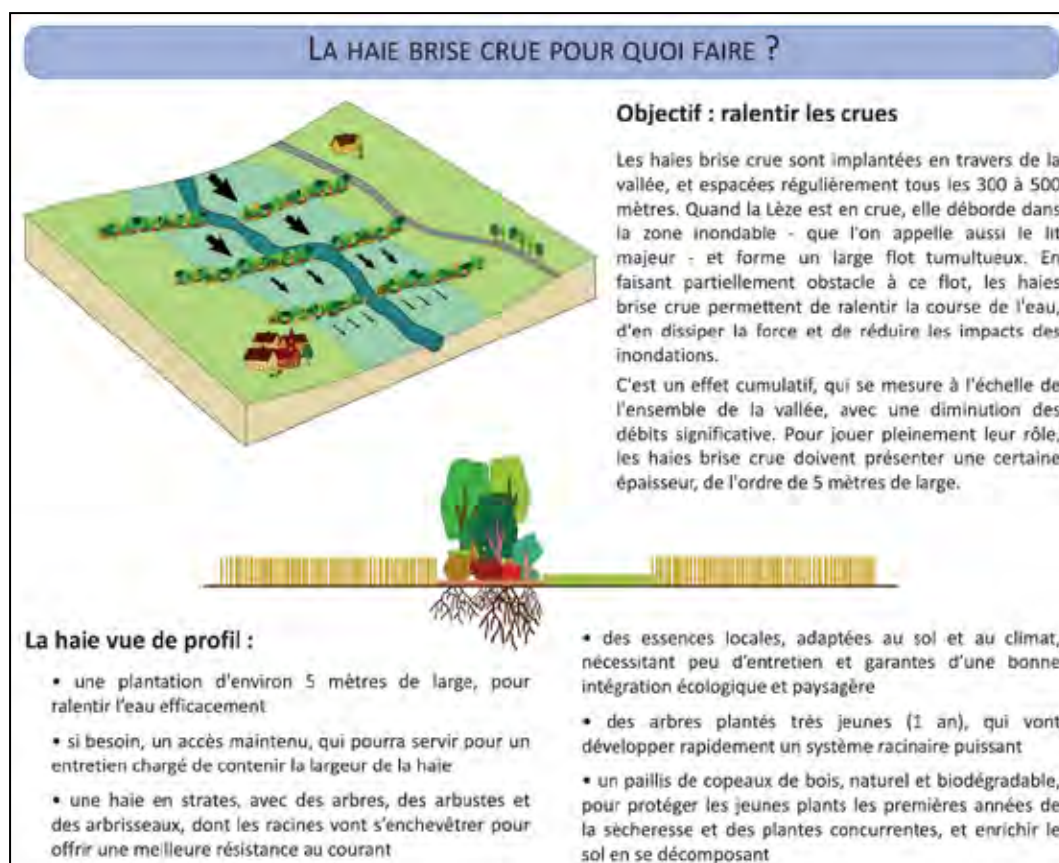 LA HAIE BRISE CRUE POUR QUOI FAIRE ?
Objectif : ralentir les crues
Les haies brise crue sont implantées en travers de la
vallée, et espacées régulièrement tous les 300 à 500
mètres. Quand la Lèze est en crue, elle déborde dans
la zone inondable - que l'on appelle aussi le lit
majeur - et forme un large flot tumultueux. En
faisant partiellement obstacle à ce flot, les haies
brise crue permettent de ralentir la course de l'eau,
d'en dissiper la force et de réduire les impacts des
inondations.
C'est un effet cumulatif, qui se mesure à l'échelle de
l'ensemble de la vallée, avec une diminution des
débits significative. Pour jouer pleinement leur rôle,
les haies brise crue doivent présenter une certaine
épaisseur, de l'ordre de 5 mètres de large.
La haie vue de profil :
• une plantation d'environ 5 mètres de large, pour
ralentir l'eau efficacement
• si besoin, un accès maintenu, qui pourra servir pour un
entretien chargé de contenir la largeur de la haie
• une haie en strates, avec des arbres, des arbustes et
des arbrisseaux, dont les racines vont s'enchevêtrer pour
offrir une meilleure résistance au courant
• des essences locales, adaptées au sol et au climat,
nécessitant peu d'entretien et garantes d'une bonne
intégration écologique et paysagère
• des arbres plantés très jeunes (1 an), qui vont
développer rapidement un système racinaire puissant
• un paillis de copeaux de bois, naturel et biodégradable,
pour protéger les jeunes plants les premières années de
la sècheresse et des plantes concurrentes, et enrichir le
sol en se décomposant